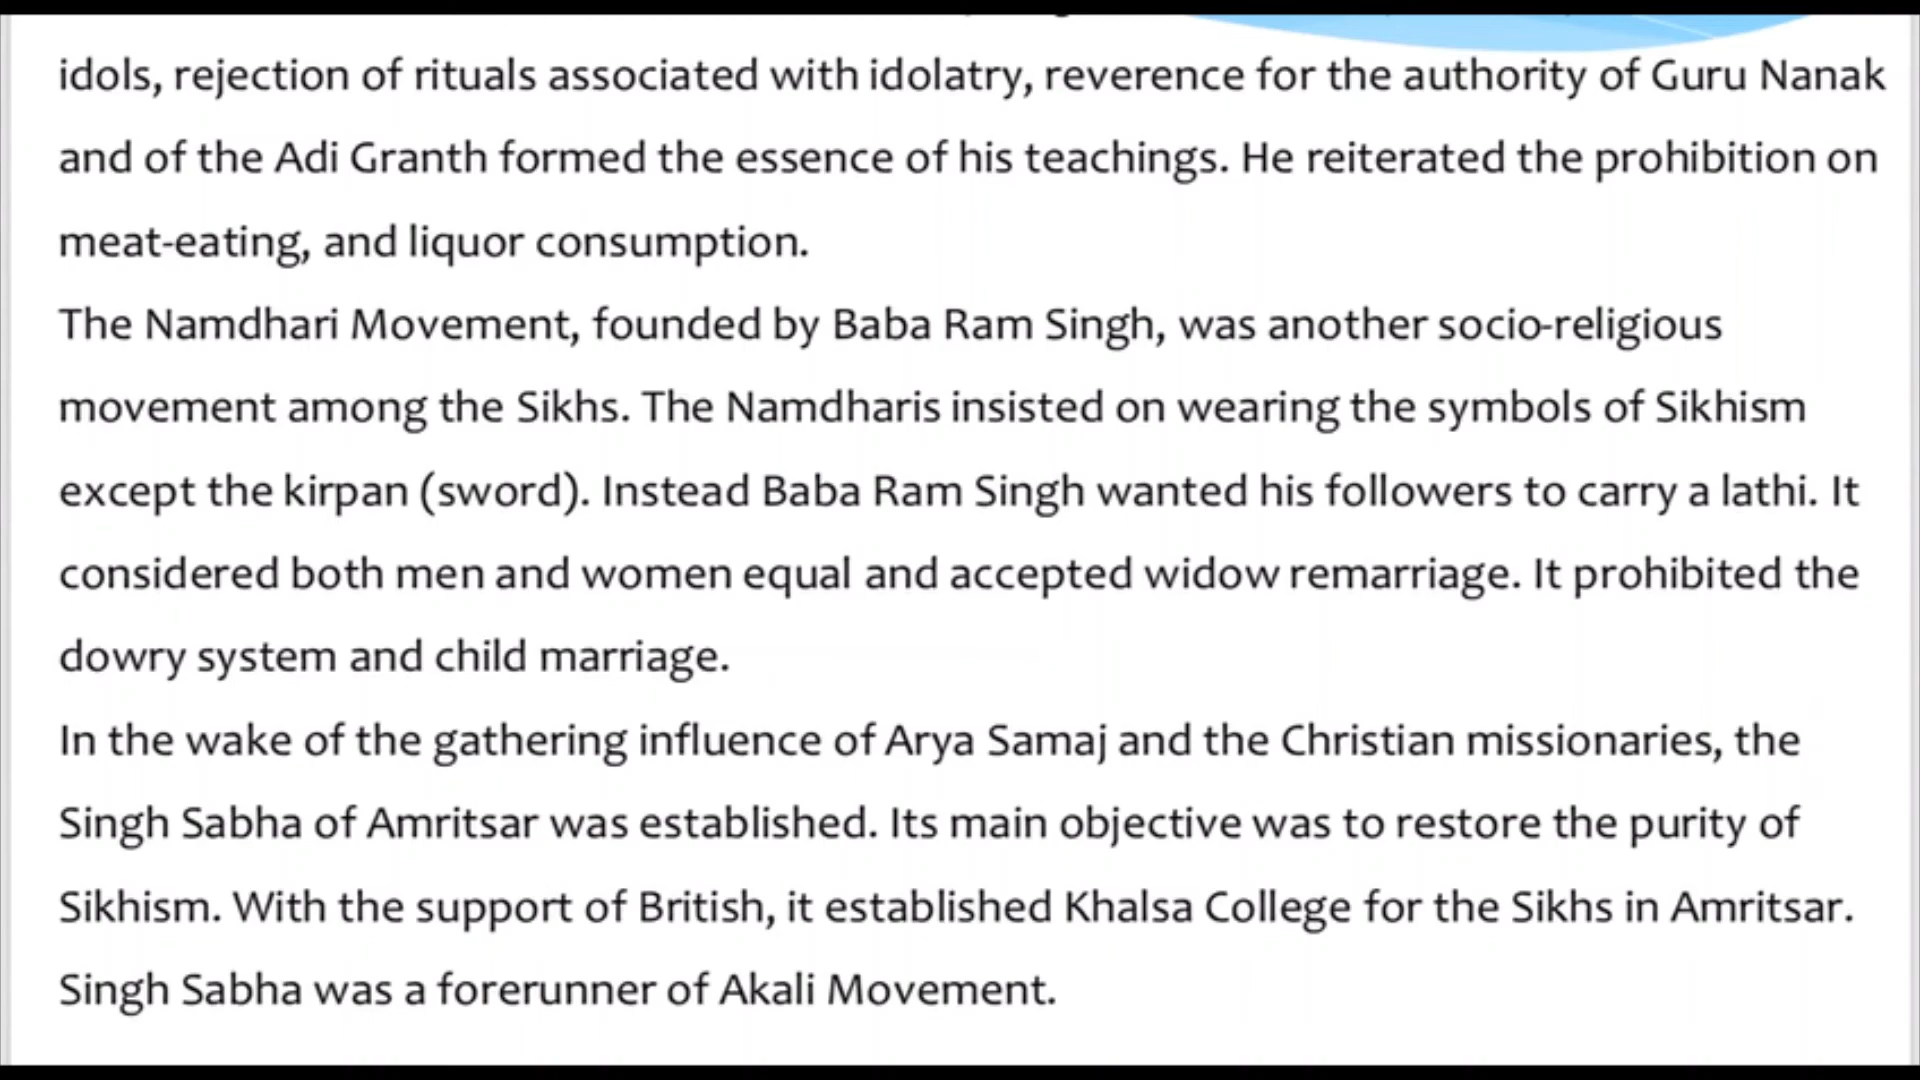 idols, rejection of rituals associated with idolatry, reverence for the authority of Guru Nanak
and of the Adi Granth formed the essence of his teachings. He reiterated the prohibition on
meat-eating, and liquor consumption.
The Namdhari Movement, founded by Baba Ram Singh, was another socio-religious
movement among the Sikhs. The Namdharis insisted on wearing the symbols of Sikhism
except the kirpan (sword). Instead Baba Ram Singh wanted his followers to carry a lathi. It
considered both men and women equal and accepted widow remarriage. It prohibited the
dowry system and child marriage.
In the wake of the gathering influence of Arya Samaj and the Christian missionaries, the
Singh Sabha of Amritsar was established. Its main objective was to restore the purity of
Sikhism. With the support of British, it established Khalsa College for the Sikhs in Amritsar.
Singh Sabha was a forerunner of Akali Movement.